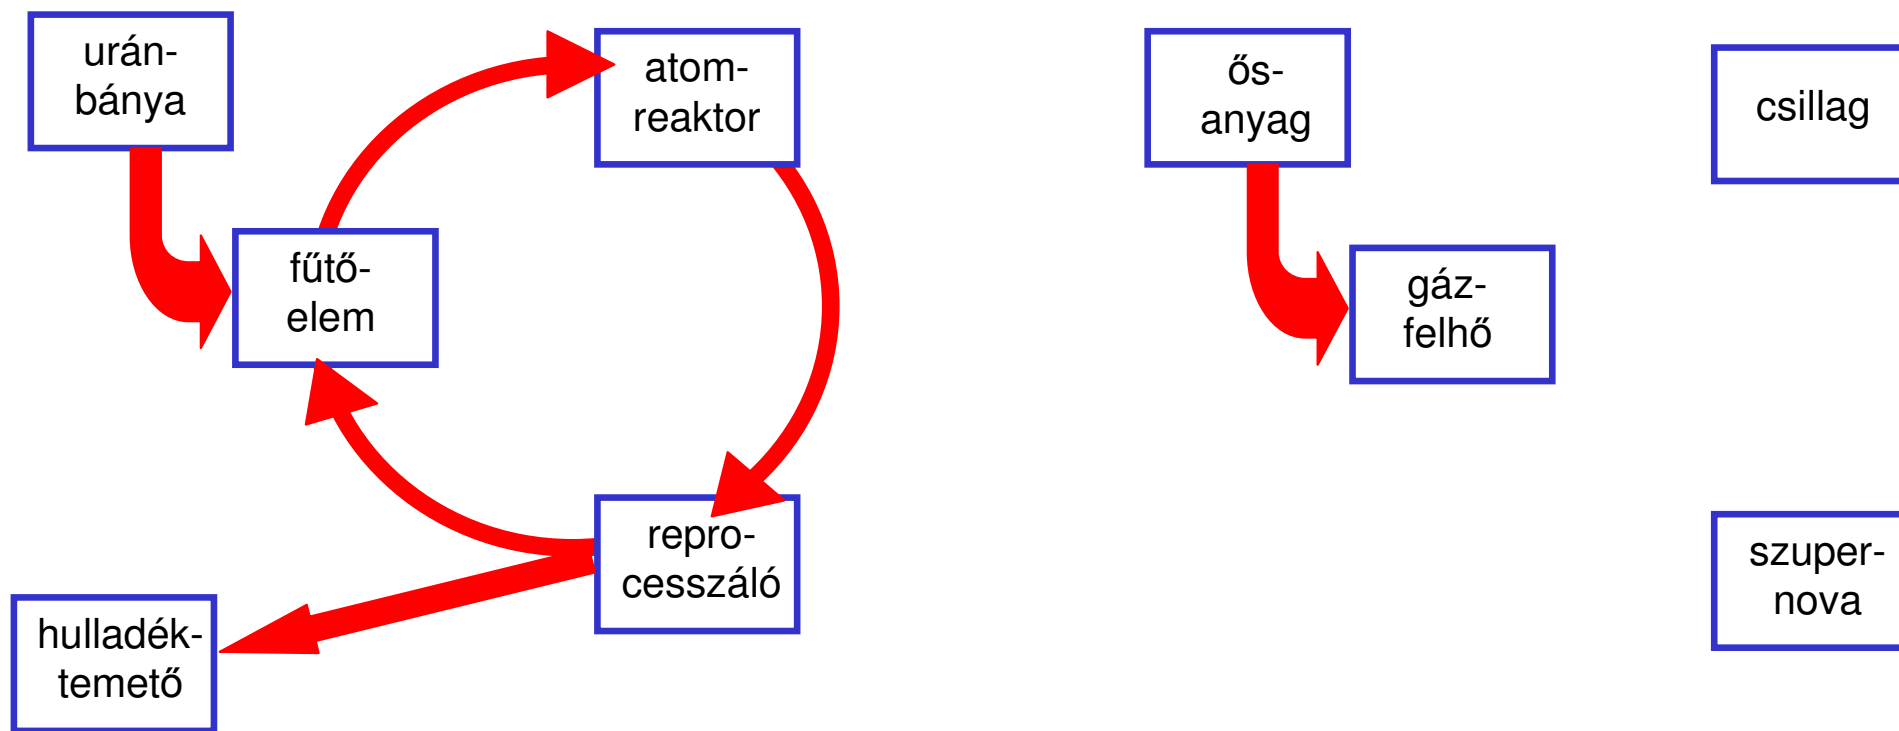 urán-
bánya
atom-
reaktor
fűtő-
elem
repro-
cesszáló
hulladék-
temető
ős-
anyag
csillag
gáz-
felhő
szuper-
nova